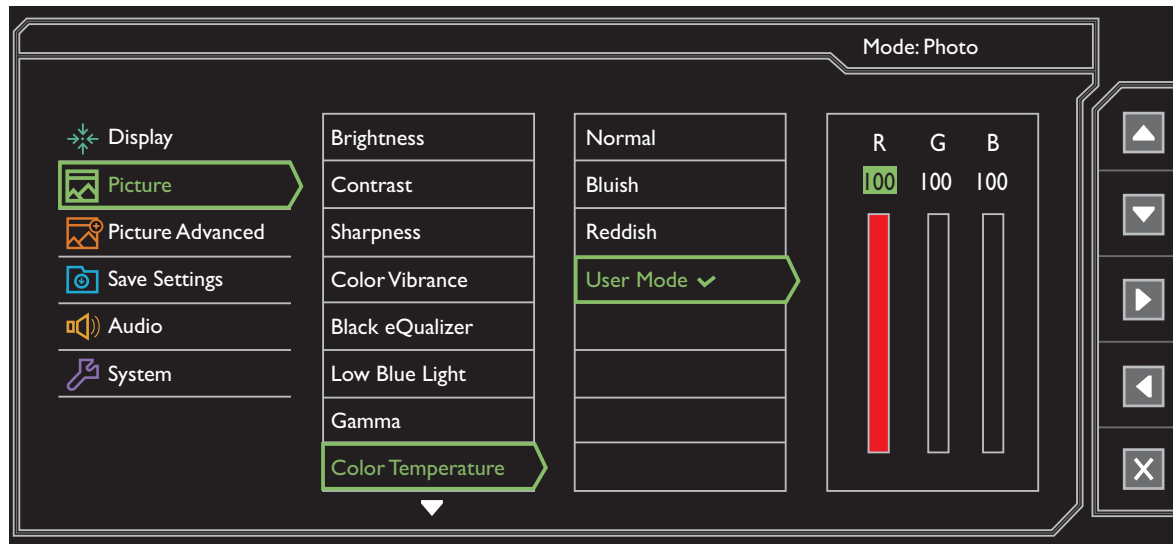 Mode: Photo
Display
Picture
Picture Advanced
Save Settings
Audio
System
Brightness
Contrast
Sharpness
Color Vibrance
Black eQualizer
Low Blue Light
Gamma
Color Temperature
Normal
Bluish
Reddish
User Mode
R G B
100 100 100